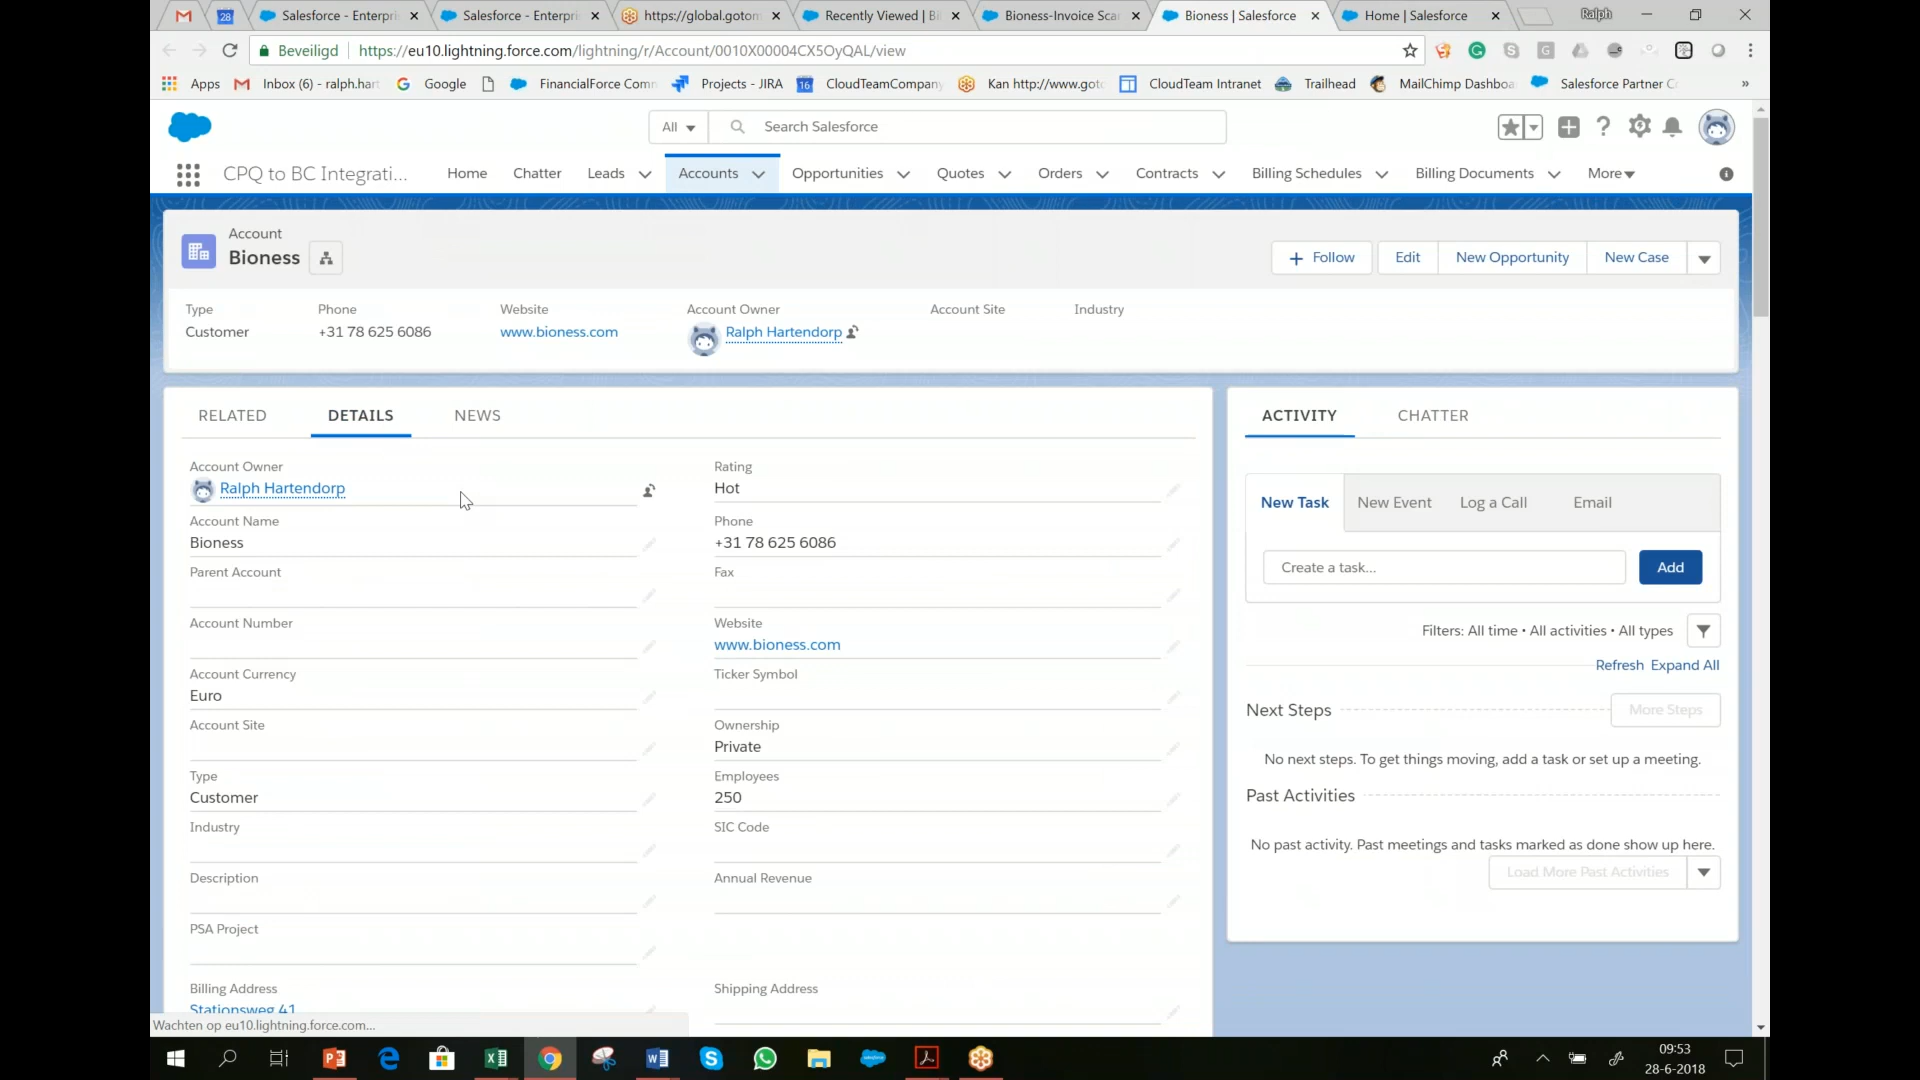 28
Salesforce - Enterpri
Salesforce - Enterpri
https://global.gotom
Recently Viewed | Bi
Bioness-Invoice Sca
Bioness | Salesforce
Home | Salesforce
Ralph
Beveiligd
https://eu10.lightning.force.com/lightning/r/Account/0010X00004CX5OyQAL/view
Apps
Inbox (6) - ralph.hart
Google
FinancialForce Comm
Projects - JIRA
16
CloudTeamCompany
Kan http://www.goto
CloudTeam Intranet
Trailhead
MailChimp Dashboa
Salesforce Partner C
»
All
Search Salesforce
CPQ to BC Integrati...
Home
Chatter
Leads
Accounts
Opportunities
Quotes
Orders
Contracts
Billing Schedules
Billing Documents
More
Account
Bioness
Follow
Edit
New Opportunity
New Case
Type
Phone
Website
Account Owner
Account Site
Industry
Customer
+31 78 625 6086
www.bioness.com
Ralph Hartendorp
RELATED
DETAILS
NEWS
ACTIVITY
CHATTER
Account Owner
Ralph Hartendorp
Rating
Hot
Account Name
Bioness
Phone
+31 78 625 6086
Parent Account
Fax
Account Number
Website
www.bioness.com
Account Currency
Euro
Ticker Symbol
Account Site
Ownership
Private
Type
Customer
Employees
250
Industry
SIC Code
Description
Annual Revenue
PSA Project
Billing Address
Stationsweg 41
Shipping Address
New Task
New Event
Log a Call
Email
Create a task...
Add
Filters: All time • All activities • All types
Refresh
Expand All
Next Steps
More Steps
No next steps. To get things moving, add a task or set up a meeting.
Past Activities
No past activity. Past meetings and tasks marked as done show up here.
Load More Past Activities
Wachten op eu10.lightning.force.com...
09:53
28-6-2018